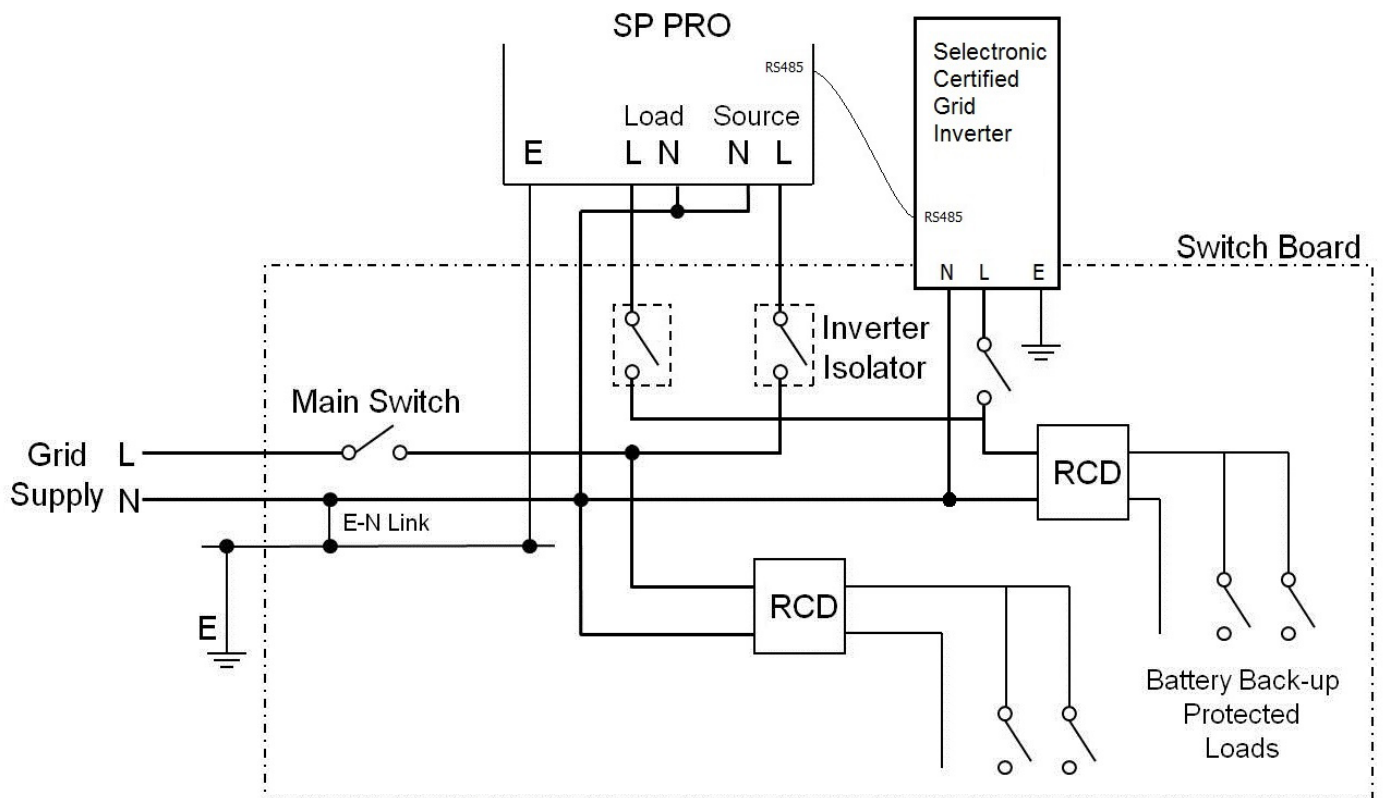 SP PRO
RS485
Load Source
E L N N L
Selectronic
Certified
Grid
Inverter
RS485
N L E
Switch Board
Inverter
Isolator
Main Switch
Grid L
Supply N
E-N Link
E
RCD
RCD
Battery Back-up
Protected
Loads